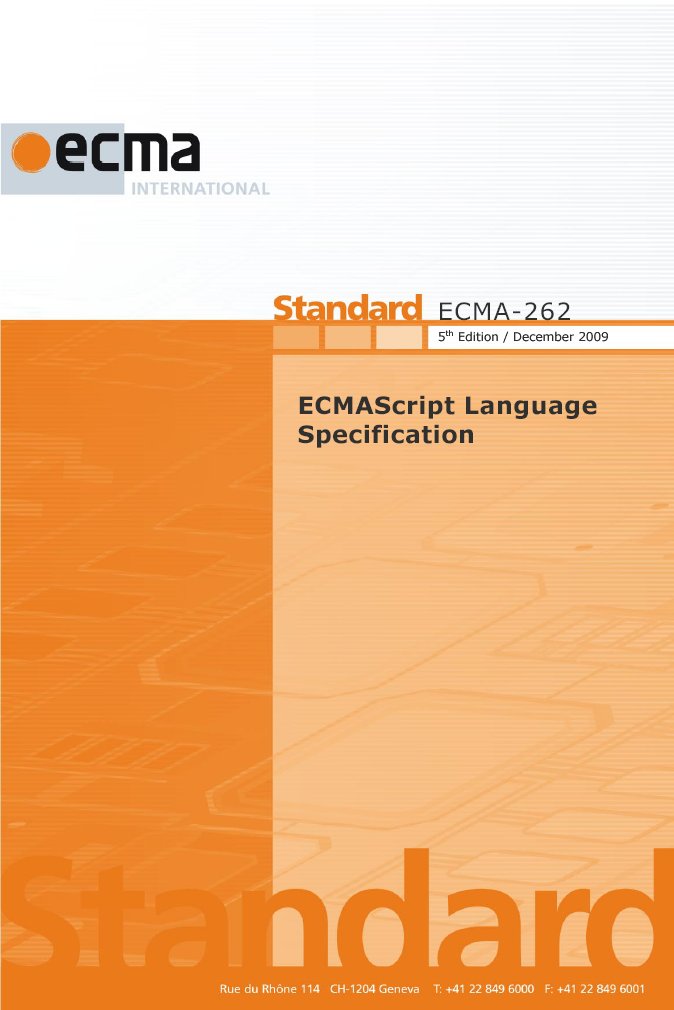 ecma
INTERNATIONAL
Standard ECMA-262
5th Edition / December 2009
ECMAScript Language
Specification
Standard
Rue du Rhône 114 CH-1204 Geneva T: +41 22 849 6000 F: +41 22 849 6001